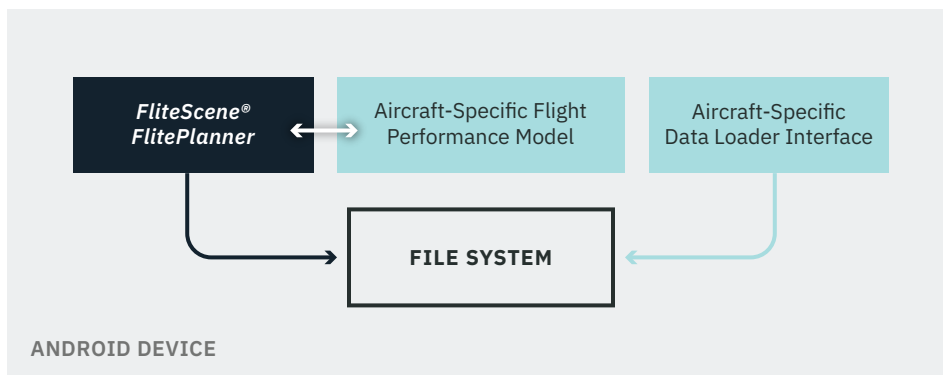 FliteScene®
FlitePlanner
Aircraft-Specific Flight
Performance Model
Aircraft-Specific
Data Loader Interface
FILE SYSTEM
ANDROID DEVICE